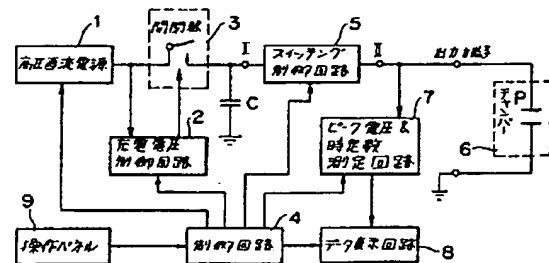 1
高圧直流電源
開閉器
3
I
5
スイッチング
制御回路
II
出力端子
C
2
充電電圧
制御回路
7
ピーク電圧&
時定数
測定回路
チャンバー
P
6
9
操作パネル
4
制御回路
データ表示回路
8